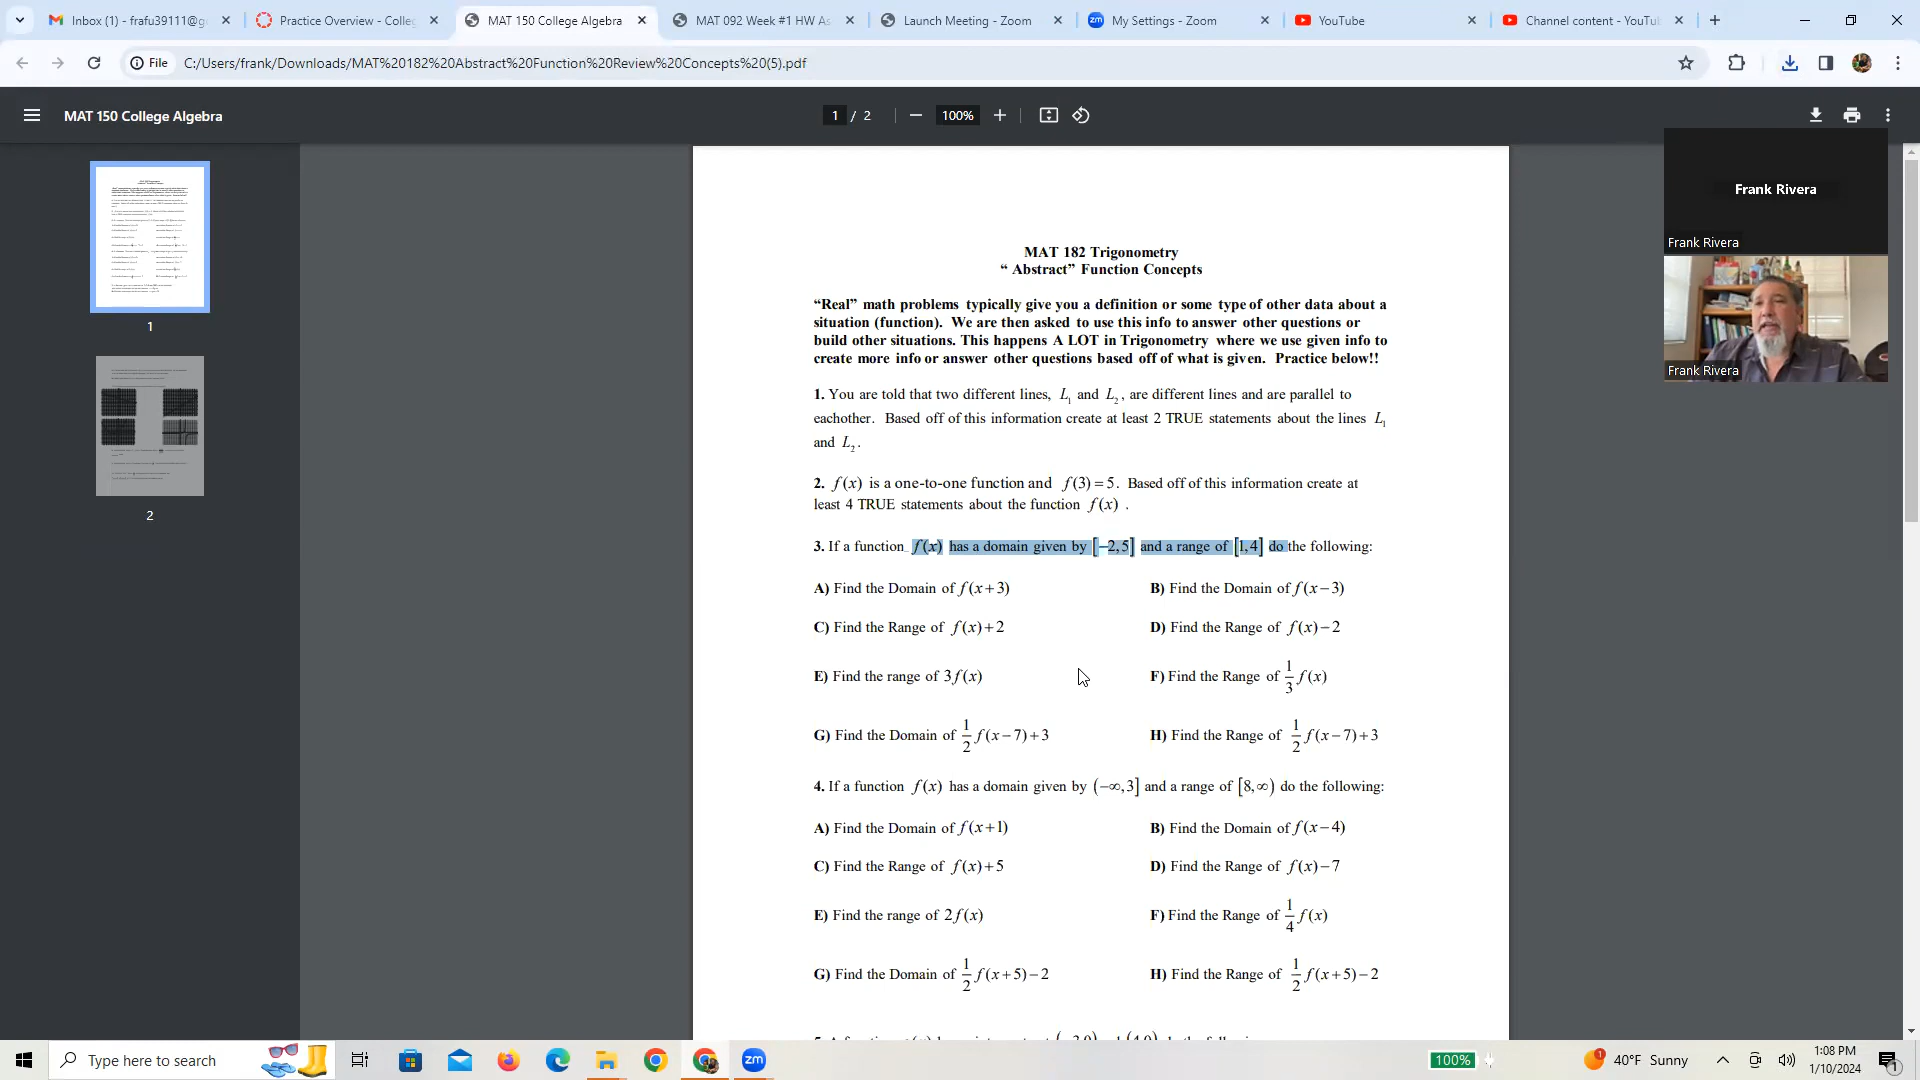 Inbox (1) - frafu39111@g
Practice Overview - Colleg
MAT 150 College Algebra
MAT 092 Week #1 HW As
Launch Meeting - Zoom
My Settings - Zoom
YouTube
Channel content - YouTu
File
C:/Users/frank/Downloads/MAT%20182%20Abstract%20Function%20Review%20Concepts%20(5).pdf
MAT 150 College Algebra
1 / 2
100%
Frank Rivera
Frank Rivera
Frank Rivera
1
2
MAT 182 Trigonometry
“ Abstract” Function Concepts
“Real” math problems typically give you a definition or some type of other data about a
situation (function). We are then asked to use this info to answer other questions or
build other situations. This happens A LOT in Trigonometry where we use given info to
create more info or answer other questions based off of what is given. Practice below!!
1. You are told that two different lines, L₁ and L₂, are different lines and are parallel to
eachother. Based off of this information create at least 2 TRUE statements about the lines L₁
and L₂.
2. f(x) is a one-to-one function and f(3)=5. Based off of this information create at
least 4 TRUE statements about the function f(x) .
3. If a function f(x) has a domain given by [−2,5] and a range of [1,4] do the following:
A) Find the Domain of f(x+3) B) Find the Domain of f(x−3)
C) Find the Range of f(x)+2 D) Find the Range of f(x)−2
E) Find the range of 3f(x) F) Find the Range of 1/3 f(x)
G) Find the Domain of 1/2 f(x−7)+3 H) Find the Range of 1/2 f(x−7)+3
4. If a function f(x) has a domain given by (−∞,3] and a range of [8,∞) do the following:
A) Find the Domain of f(x+1) B) Find the Domain of f(x−4)
C) Find the Range of f(x)+5 D) Find the Range of f(x)−7
E) Find the range of 2f(x) F) Find the Range of 1/4 f(x)
G) Find the Domain of 1/2 f(x+5)−2 H) Find the Range of 1/2 f(x+5)−2
Type here to search
100%
40°F Sunny
1:08 PM
1/10/2024